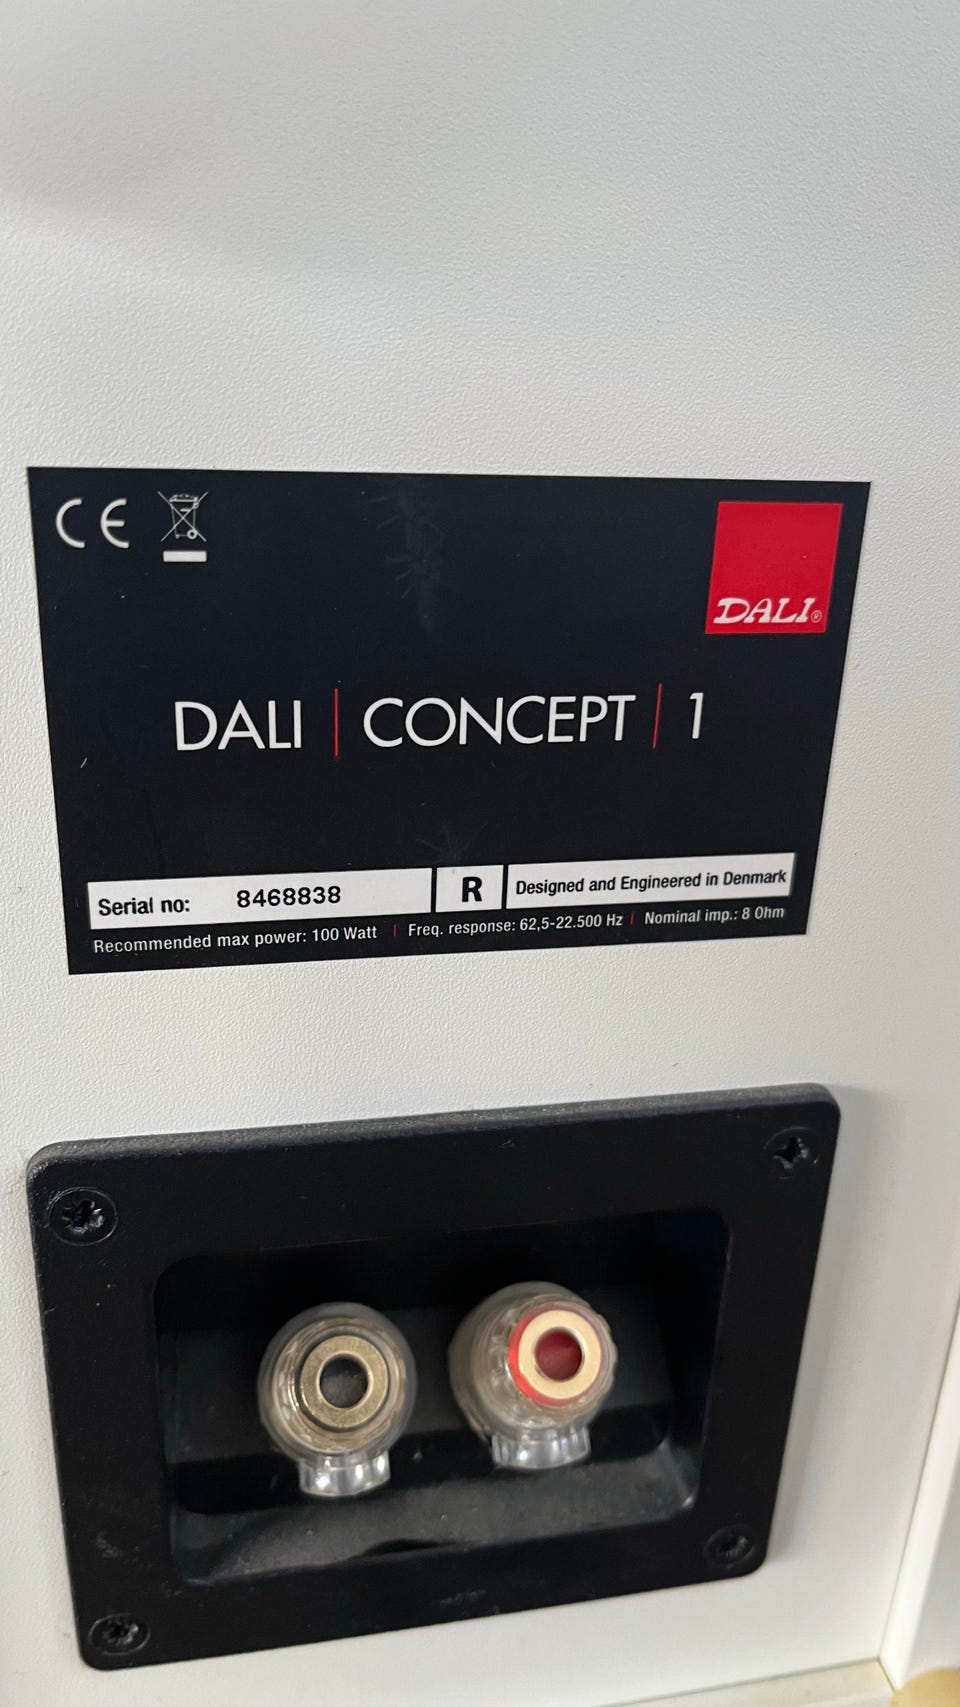 CE
DALI®
DALI | CONCEPT | 1
Serial no: 8468838 R Designed and Engineered in Denmark
Recommended max power: 100 Watt | Freq. response: 62,5-22.500 Hz | Nominal imp.: 8 Ohm